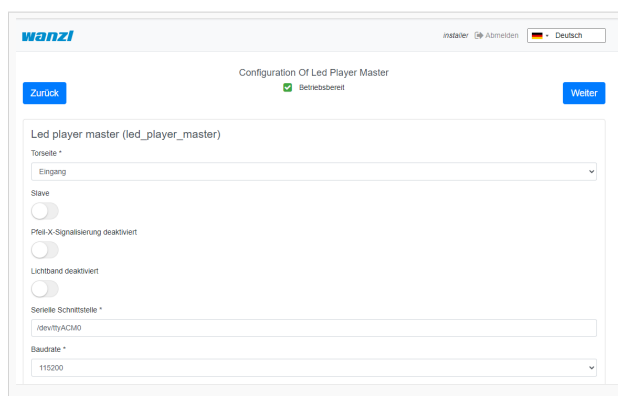 wanzl
installer Abmelden Deutsch
Configuration Of Led Player Master
Zurück Betriebsbereit Weiter
Led player master (led_player_master)
Torseite *
Eingang
Slave
Pfeil-X-Signalisierung deaktiviert
Lichtband deaktiviert
Serielle Schnittstelle *
/dev/ttyACM0
Baudrate *
115200